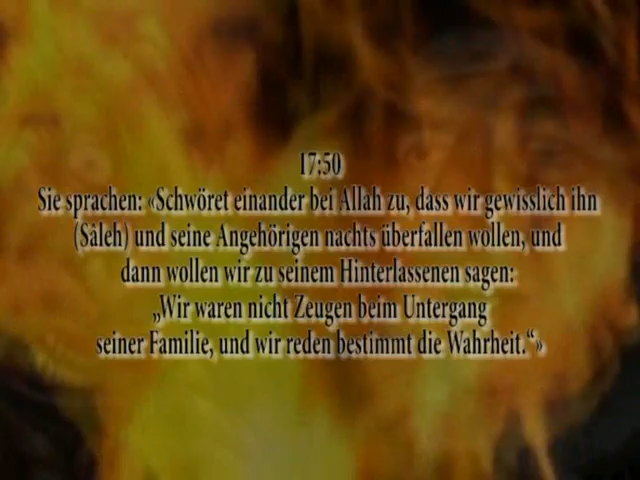 17:50
Sie sprachen: «Schwöret einander bei Allah zu, dass wir gewisslich ihn
(Sâleh) und seine Angehörigen nachts überfallen wollen, und
dann wollen wir zu seinem Hinterlassenen sagen:
„Wir waren nicht Zeugen beim Untergang
seiner Familie, und wir reden bestimmt die Wahrheit.“»